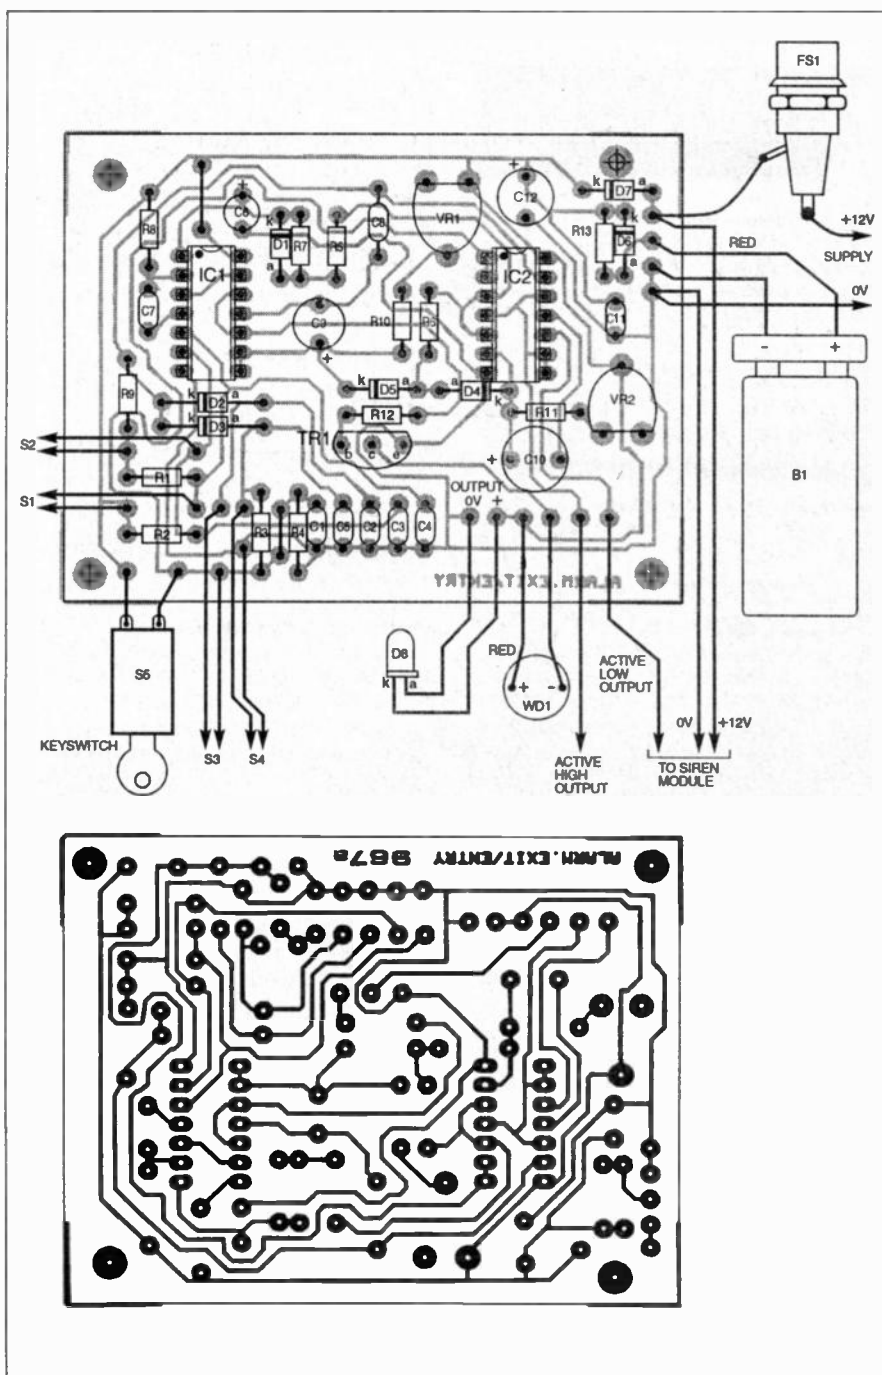 FS1
+12V
SUPPLY
0V
RED
k D7 a
+
C12
R13
k
D6
a
C11
VR1
+
C6
C8
R8
k
D1
a
R7
R5
IC1
IC2
C7
C9
+
R10
k D5 a
a D4 k
R12
R11
VR2
R9
k D2
k D3 a
TR1
b c e
+ C10
S2
S1
R1
R2
R3
R4
C1
C5
C2
C3
C4
OUTPUT
0V +
ALARM.EXIT/ENTRY
- +
B1
S5
KEYSWITCH
S3
S4
D8
k a
RED
+ -
WD1
ACTIVE
HIGH
OUTPUT
ACTIVE
LOW
OUTPUT
0V
+12V
TO SIREN
MODULE
ALARM.EXIT/ENTRY 967a